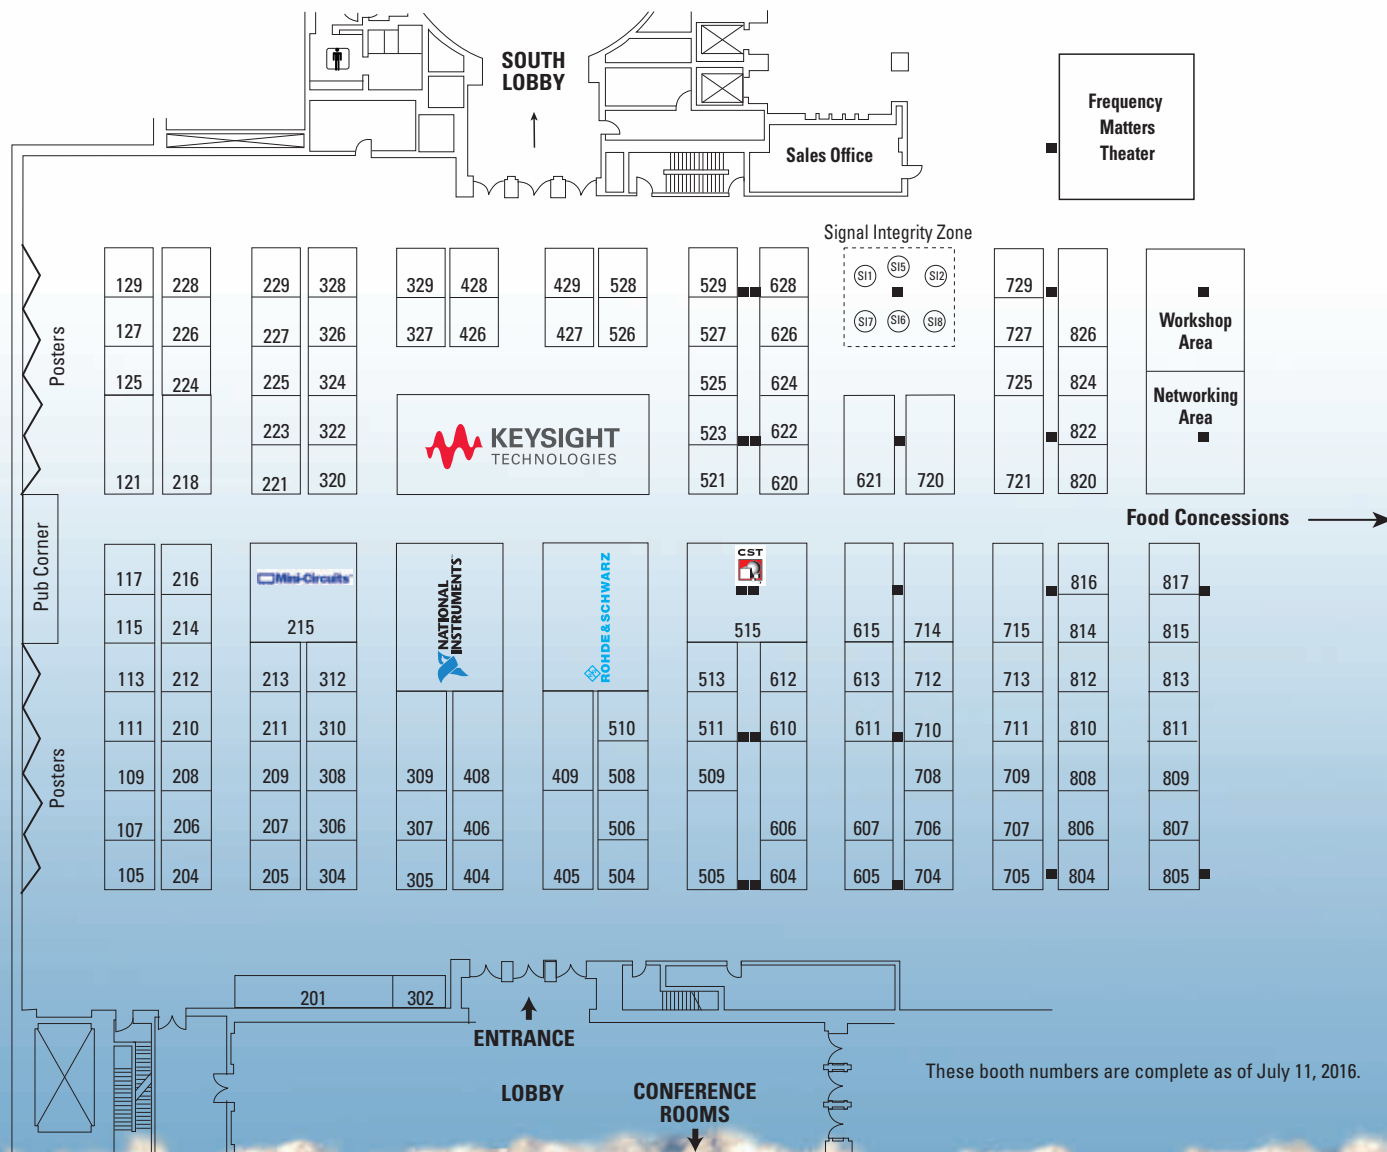 SOUTH
LOBBY
Frequency
Matters
Theater
Sales Office
Signal Integrity Zone
SI1 SI5 SI2
SI7 SI6 SI8
129 228 229 328 329 428 429 528 529 628 729
127 226 227 326 327 426 427 526 527 626 727 826
Workshop
Area
Posters
125 224 225 324 525 624 725 824
Networking
Area
KEYSIGHT
TECHNOLOGIES
223 322 523 622 822
121 218 221 320 521 620 621 720 721 820
Food Concessions
Pub Corner
Mini-Circuits™
NATIONAL
INSTRUMENTS™
ROHDE & SCHWARZ
CST
117 216 816 817
115 214 215 515 615 714 715 814 815
113 212 213 312 513 612 613 712 713 812 813
111 210 211 310 510 511 610 611 710 711 810 811
Posters
109 208 209 308 309 408 409 508 509 708 709 808 809
107 206 207 306 307 406 506 606 607 706 707 806 807
105 204 205 304 305 404 405 504 505 604 605 704 705 804 805
201 302
ENTRANCE
LOBBY
CONFERENCE
ROOMS
These booth numbers are complete as of July 11, 2016.